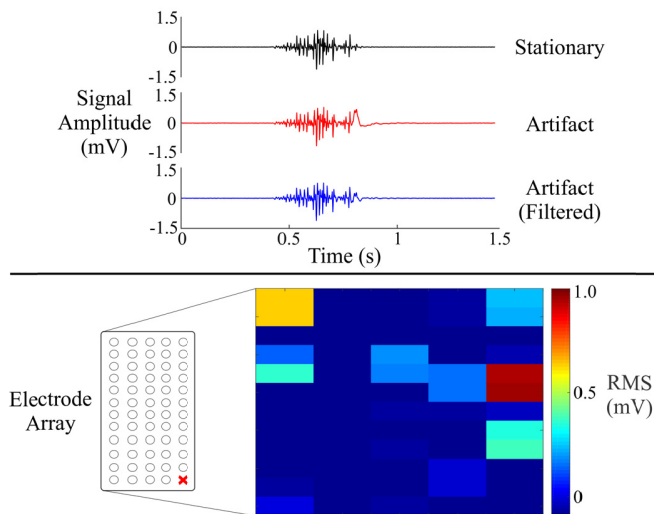 1.5
0
-1.5
Stationary
Signal
Amplitude
(mV)
1.5
0
-1.5
Artifact
1.5
0
-1.5
Artifact
(Filtered)
0
0.5
1
1.5
Time (s)
Electrode
Array
1.0
0.5
0
RMS
(mV)